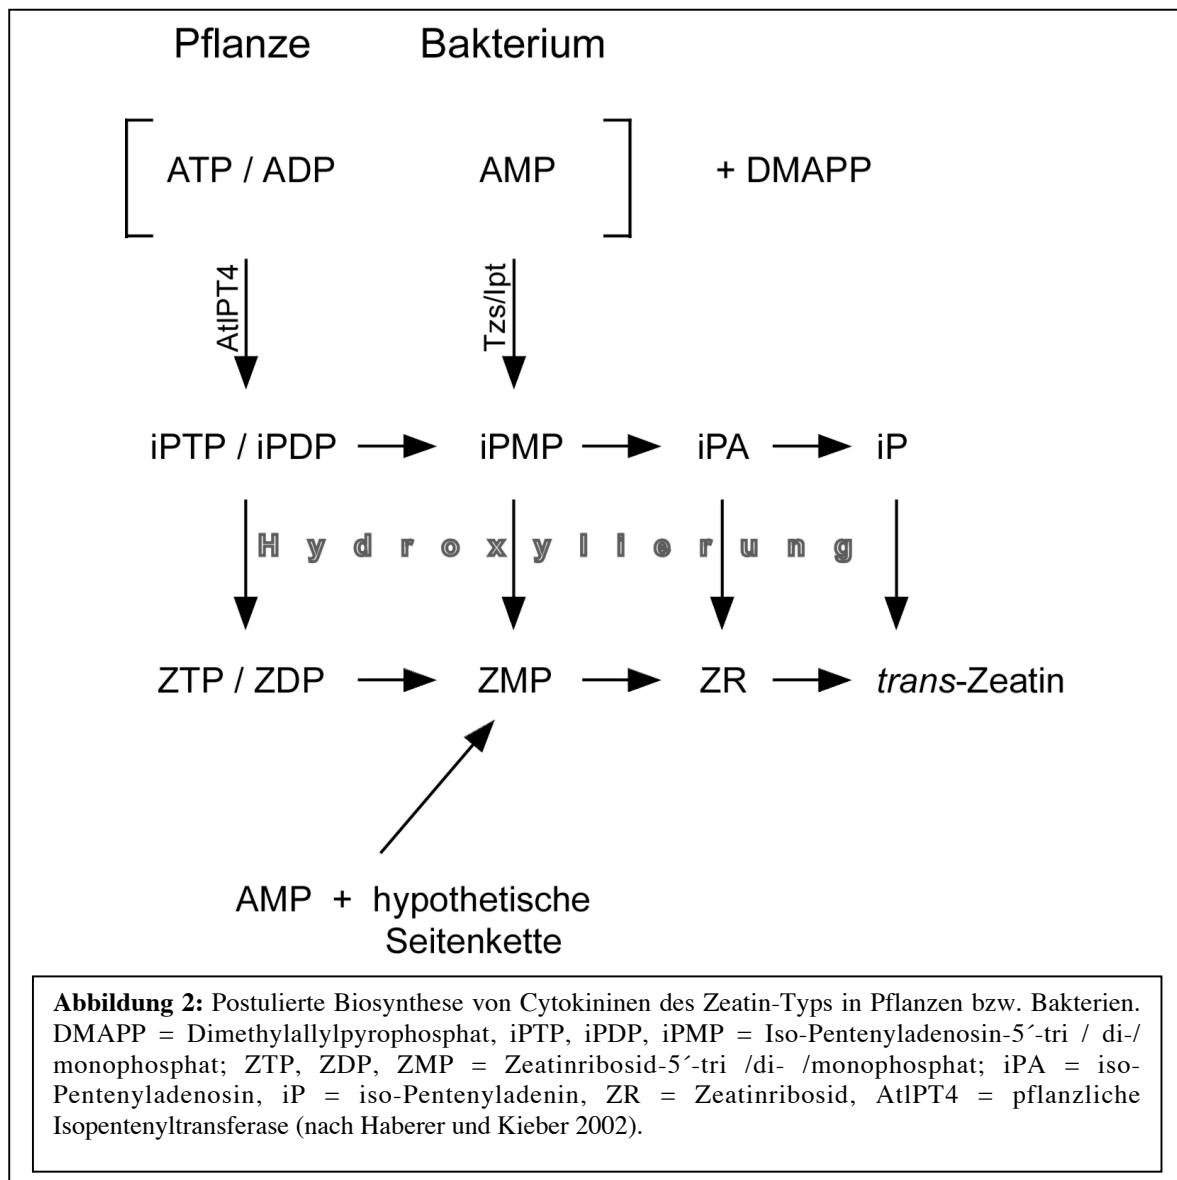 Pflanze Bakterium
ATP / ADP AMP + DMAPP
AtIPT4 Tzs/Ipt
iPTP / iPDP iPMP iPA iP
Hydroxylierung
ZTP / ZDP ZMP ZR trans-Zeatin
AMP + hypothetische
Seitenkette
Abbildung 2: Postulierte Biosynthese von Cytokininen des Zeatin-Typs in Pflanzen bzw. Bakterien.
DMAPP = Dimethylallylpyrophosphat, iPTP, iPDP, iPMP = Iso-Pentenyladenosin-5´-tri / di-/
monophosphat; ZTP, ZDP, ZMP = Zeatinribosid-5´-tri /di- /monophosphat; iPA = iso-
Pentenyladenosin, iP = iso-Pentenyladenin, ZR = Zeatinribosid, AtIPT4 = pflanzliche
Isopentenyltransferase (nach Haberer und Kieber 2002).